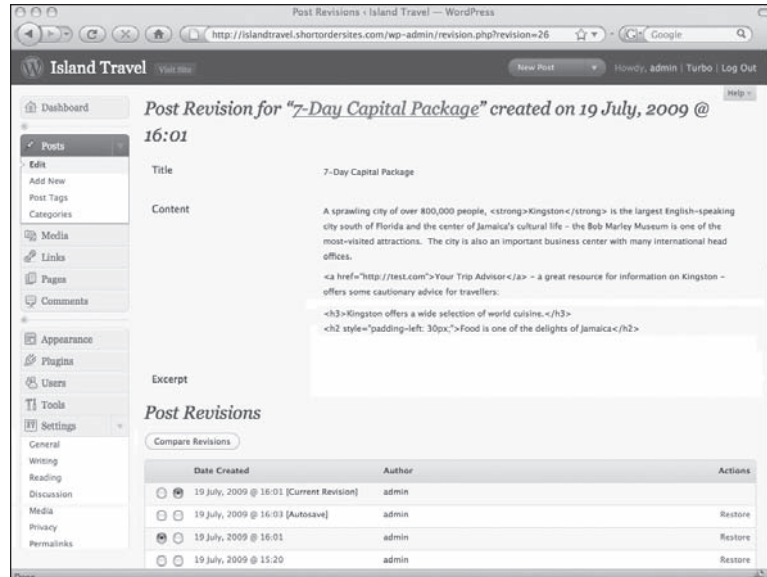 Post Revisions ‹ Island Travel — WordPress
http://islandtravel.shortordersites.com/wp-admin/revision.php?revision=26
Google
Island Travel
Visit Site
New Post
Howdy, admin | Turbo | Log Out
Help
Dashboard
Posts
Edit
Add New
Post Tags
Categories
Media
Links
Pages
Comments
Appearance
Plugins
Users
Tools
Settings
General
Writing
Reading
Discussion
Media
Privacy
Permalinks
Post Revision for “7-Day Capital Package” created on 19 July, 2009 @
16:01
Title
7-Day Capital Package
Content
A sprawling city of over 800,000 people, <strong>Kingston</strong> is the largest English-speaking
city south of Florida and the center of Jamaica's cultural life - the Bob Marley Museum is one of the
most-visited attractions. The city is also an important business center with many international head
offices.
<a href="http://test.com">Your Trip Advisor</a> - a great resource for information on Kingston -
offers some cautionary advice for travellers:
<h3>Kingston offers a wide selection of world cuisine.</h3>
<h2 style="padding-left: 30px;">Food is one of the delights of Jamaica</h2>
Excerpt
Post Revisions
Compare Revisions
Date Created Author Actions
19 July, 2009 @ 16:01 [Current Revision] admin
19 July, 2009 @ 16:03 [Autosave] admin Restore
19 July, 2009 @ 16:01 admin Restore
19 July, 2009 @ 15:20 admin Restore